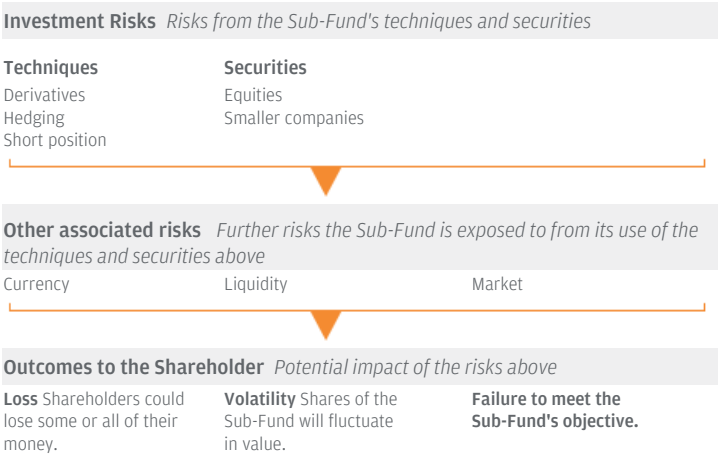 Investment Risks Risks from the Sub-Fund's techniques and securities
Techniques
Derivatives
Hedging
Short position
Securities
Equities
Smaller companies
Other associated risks Further risks the Sub-Fund is exposed to from its use of the
techniques and securities above
Currency
Liquidity
Market
Outcomes to the Shareholder Potential impact of the risks above
Loss Shareholders could
lose some or all of their
money.
Volatility Shares of the
Sub-Fund will fluctuate
in value.
Failure to meet the
Sub-Fund's objective.